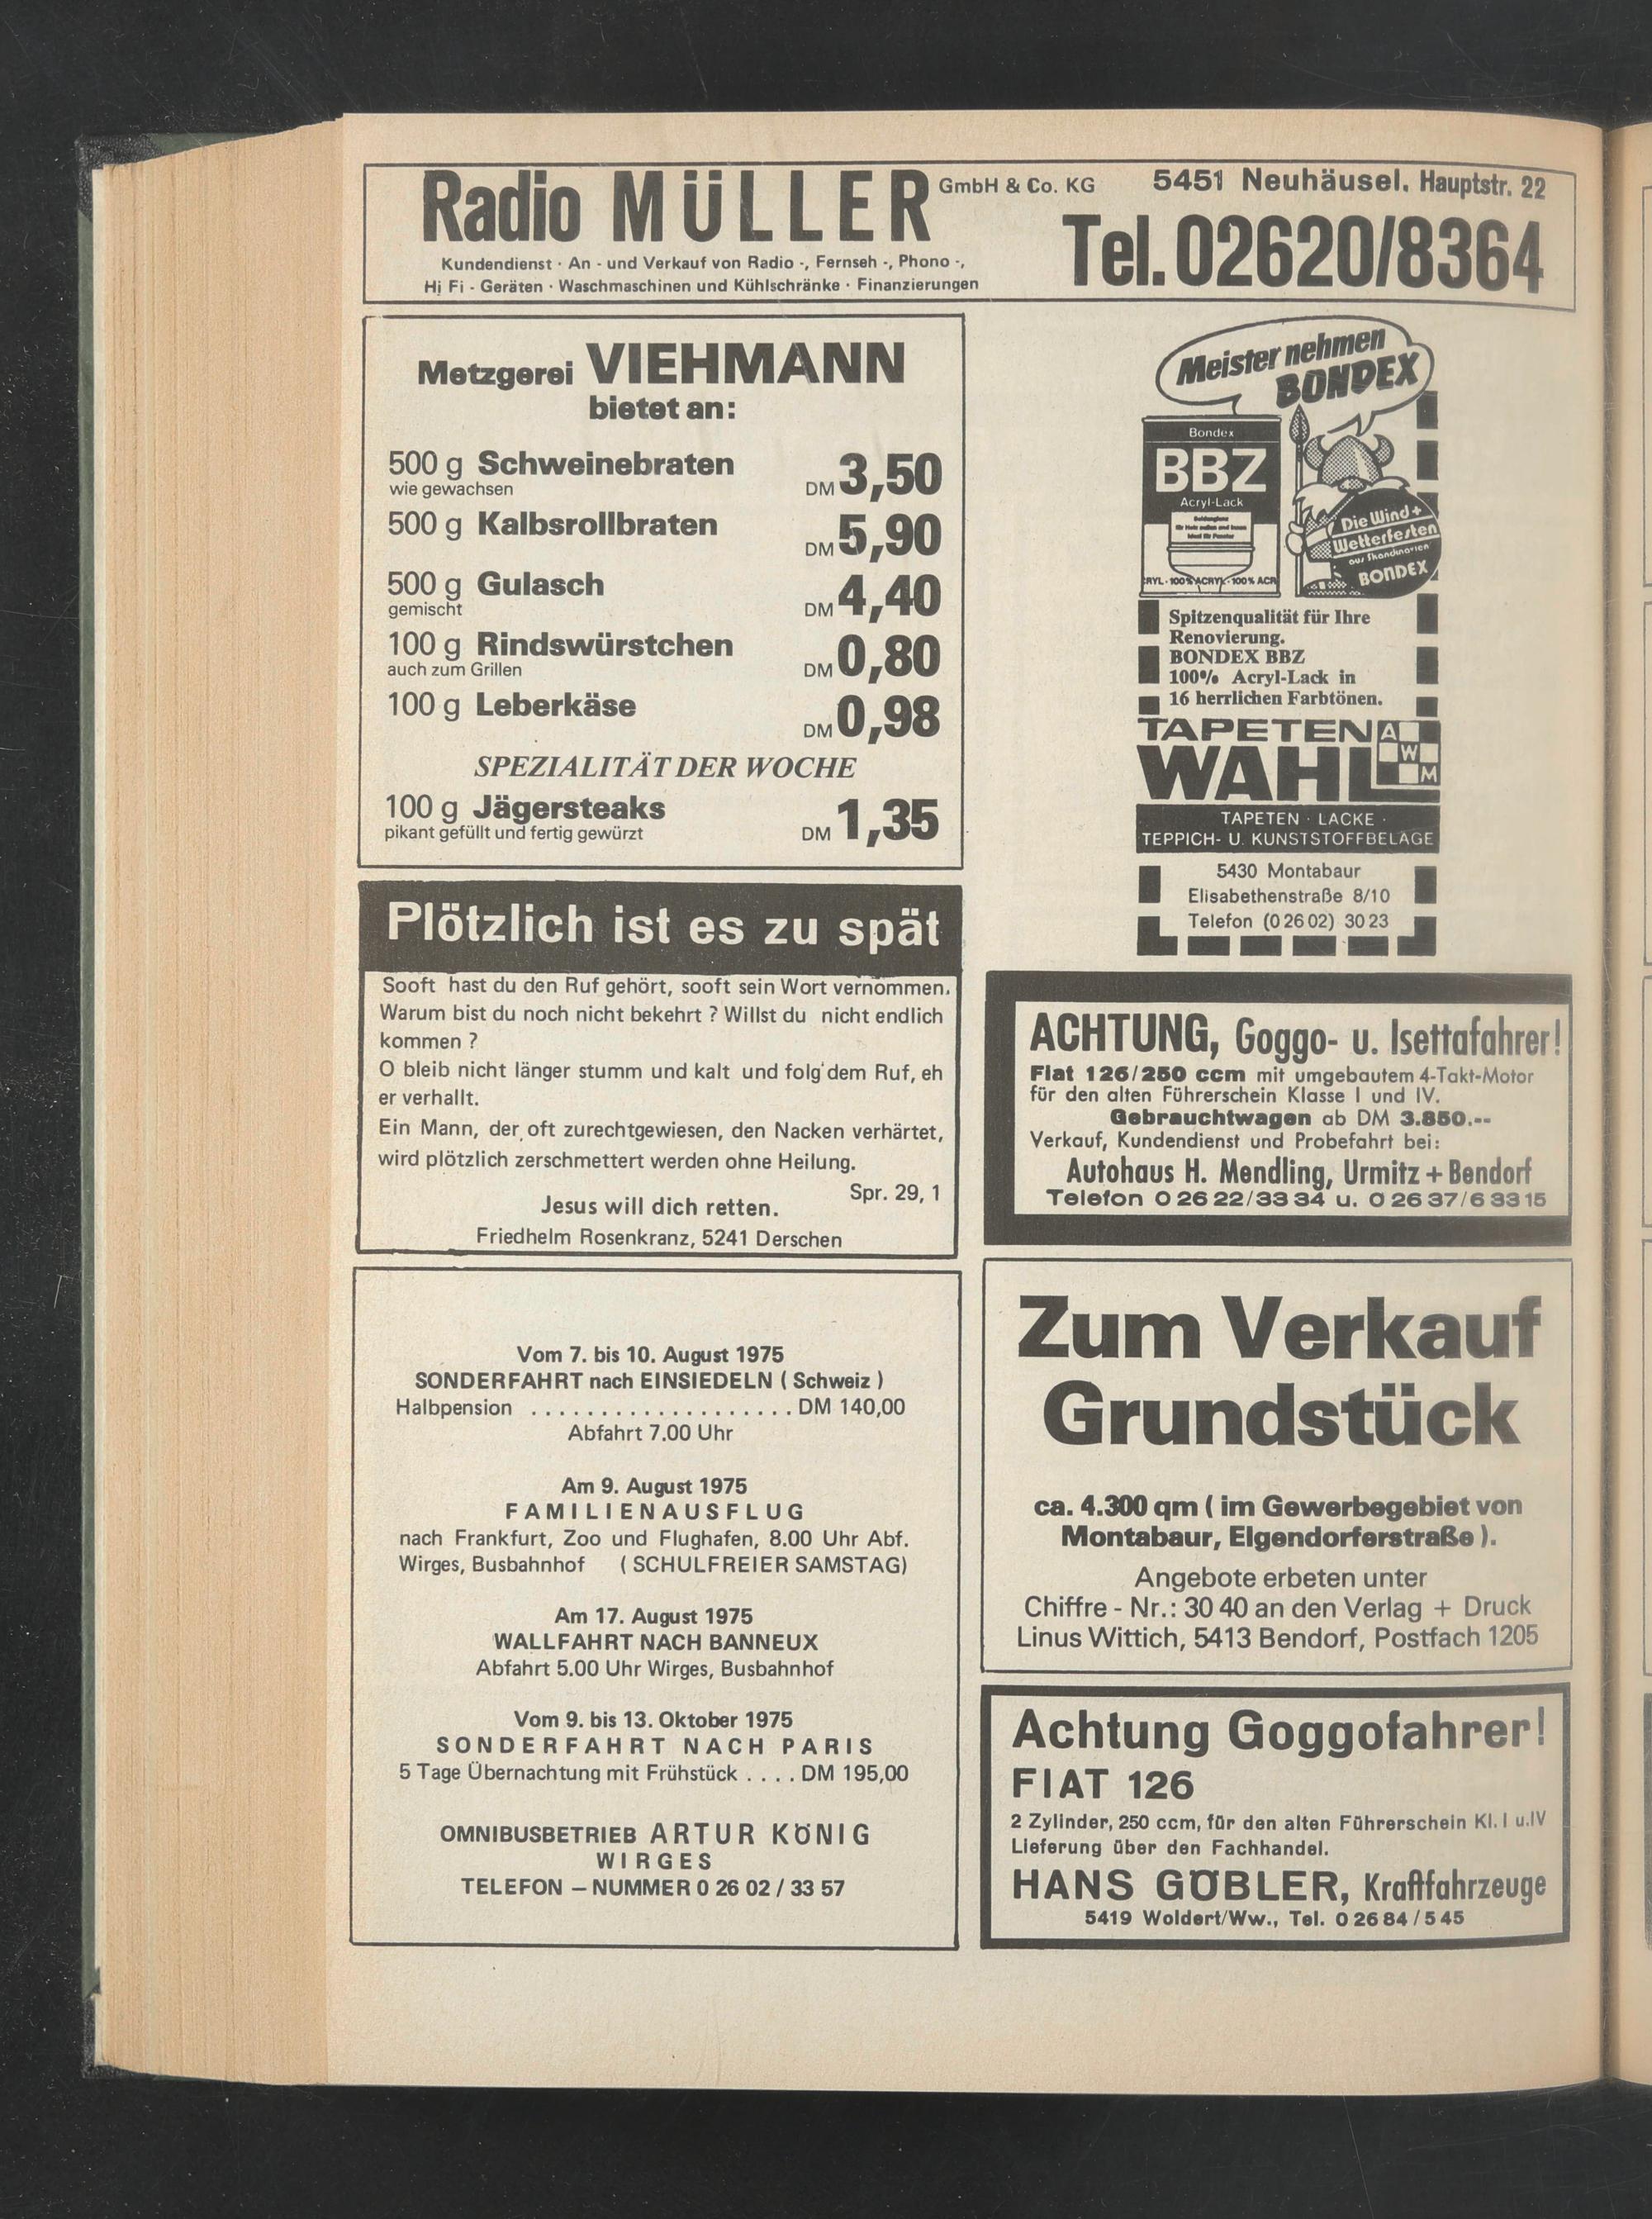 Radio MÜLLER GmbH & Co. KG
Kundendienst · An - und Verkauf von Radio -, Fernseh -, Phono -,
Hi Fi - Geräten · Waschmaschinen und Kühlschränke · Finanzierungen
5451 Neuhäusel, Hauptstr. 22
Tel. 02620/8364
Metzgerei VIEHMANN
bietet an:
500 g Schweinebraten DM 3,50
wie gewachsen
500 g Kalbsrollbraten DM 5,90
500 g Gulasch DM 4,40
gemischt
100 g Rindswürstchen DM 0,80
auch zum Grillen
100 g Leberkäse DM 0,98
SPEZIALITÄT DER WOCHE
100 g Jägersteaks DM 1,35
pikant gefüllt und fertig gewürzt
Plötzlich ist es zu spät
Sooft hast du den Ruf gehört, sooft sein Wort vernommen.
Warum bist du noch nicht bekehrt ? Willst du nicht endlich
kommen ?
O bleib nicht länger stumm und kalt und folg'dem Ruf, eh
er verhallt.
Ein Mann, der oft zurechtgewiesen, den Nacken verhärtet,
wird plötzlich zerschmettert werden ohne Heilung.
Spr. 29, 1
Jesus will dich retten.
Friedhelm Rosenkranz, 5241 Derschen
Vom 7. bis 10. August 1975
SONDERFAHRT nach EINSIEDELN ( Schweiz )
Halbpension . . . . . . . . . . . . . . . . . . . DM 140,00
Abfahrt 7.00 Uhr
Am 9. August 1975
FAMILIENAUSFLUG
nach Frankfurt, Zoo und Flughafen, 8.00 Uhr Abf.
Wirges, Busbahnhof ( SCHULFREIER SAMSTAG)
Am 17. August 1975
WALLFAHRT NACH BANNEUX
Abfahrt 5.00 Uhr Wirges, Busbahnhof
Vom 9. bis 13. Oktober 1975
SONDERFAHRT NACH PARIS
5 Tage Übernachtung mit Frühstück . . . . DM 195,00
OMNIBUSBETRIEB ARTUR KÖNIG
WIRGES
TELEFON – NUMMER 0 26 02 / 33 57
Meister nehmen
BONDEX
Bondex
BBZ
Acryl-Lack
für Holz außen und innen
Ideal für Fenster
RYL · 100% ACRYL · 100% ACR
Die Wind +
Wetterfesten
aus Skandinavien
BONDEX
Spitzenqualität für Ihre
Renovierung.
BONDEX BBZ
100% Acryl-Lack in
16 herrlichen Farbtönen.
TAPETEN
WAHL
A
W
M
TAPETEN · LACKE ·
TEPPICH- U. KUNSTSTOFFBELAGE
5430 Montabaur
Elisabethenstraße 8/10
Telefon (0 26 02) 30 23
ACHTUNG, Goggo- u. Isettafahrer!
Fiat 126/250 ccm mit umgebautem 4-Takt-Motor
für den alten Führerschein Klasse I und IV.
Gebrauchtwagen ab DM 3.850.--
Verkauf, Kundendienst und Probefahrt bei:
Autohaus H. Mendling, Urmitz + Bendorf
Telefon 0 26 22/33 34 u. 0 26 37/6 33 15
Zum Verkauf
Grundstück
ca. 4.300 qm ( im Gewerbegebiet von
Montabaur, Elgendorferstraße ).
Angebote erbeten unter
Chiffre - Nr.: 30 40 an den Verlag + Druck
Linus Wittich, 5413 Bendorf, Postfach 1205
Achtung Goggofahrer!
FIAT 126
2 Zylinder, 250 ccm, für den alten Führerschein Kl. I u.IV
Lieferung über den Fachhandel.
HANS GÖBLER, Kraftfahrzeuge
5419 Woldert/Ww., Tel. 0 26 84 / 5 45